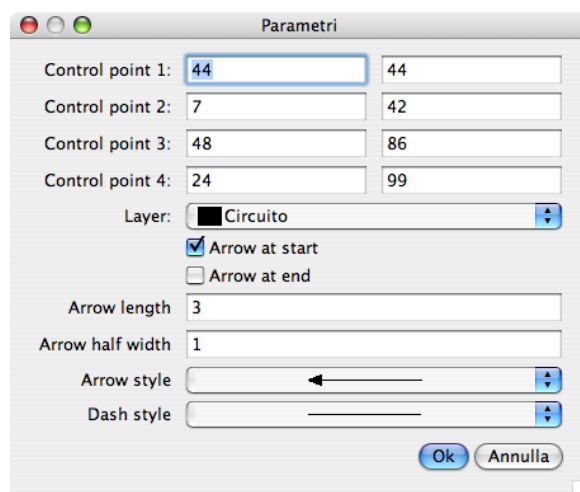 Parametri
Control point 1: 44 44
Control point 2: 7 42
Control point 3: 48 86
Control point 4: 24 99
Layer: Circuito
Arrow at start
Arrow at end
Arrow length 3
Arrow half width 1
Arrow style
Dash style
Ok Annulla